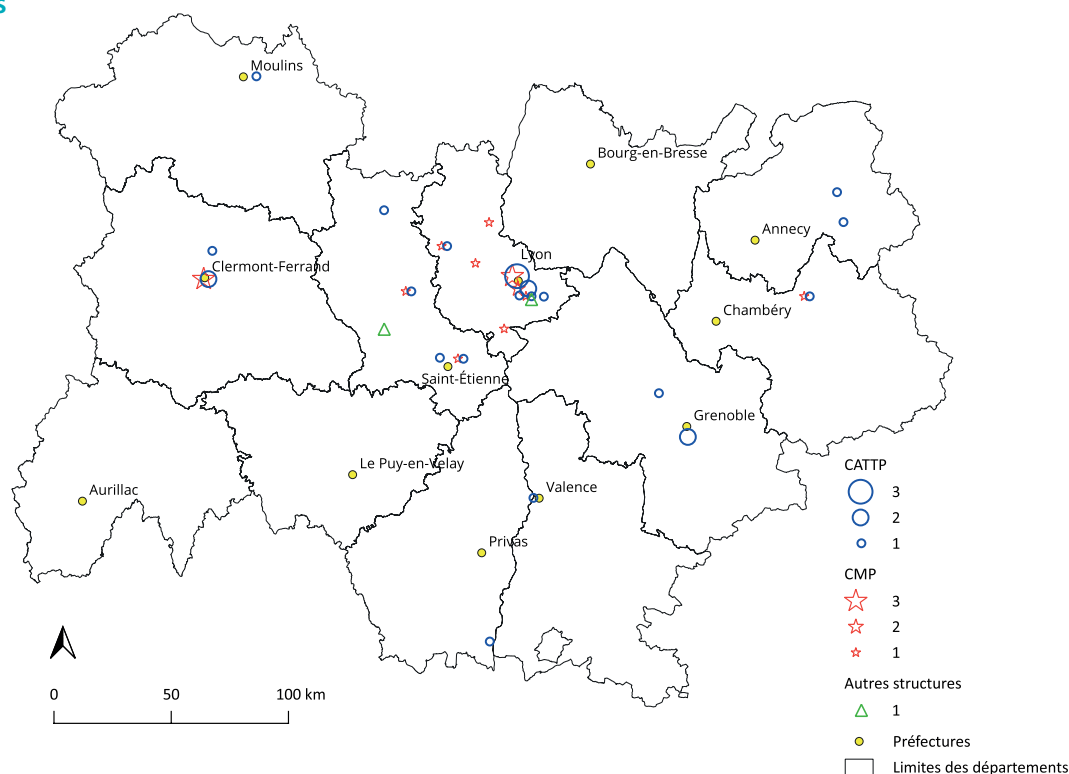 s
Moulins
Bourg-en-Bresse
Annecy
Lyon
Clermont-Ferrand
Chambéry
Saint-Étienne
Grenoble
Le Puy-en-Velay
Aurillac
Valence
Privas
CATTP
3
2
1
CMP
3
2
1
Autres structures
1
Préfectures
Limites des départements
0 50 100 km